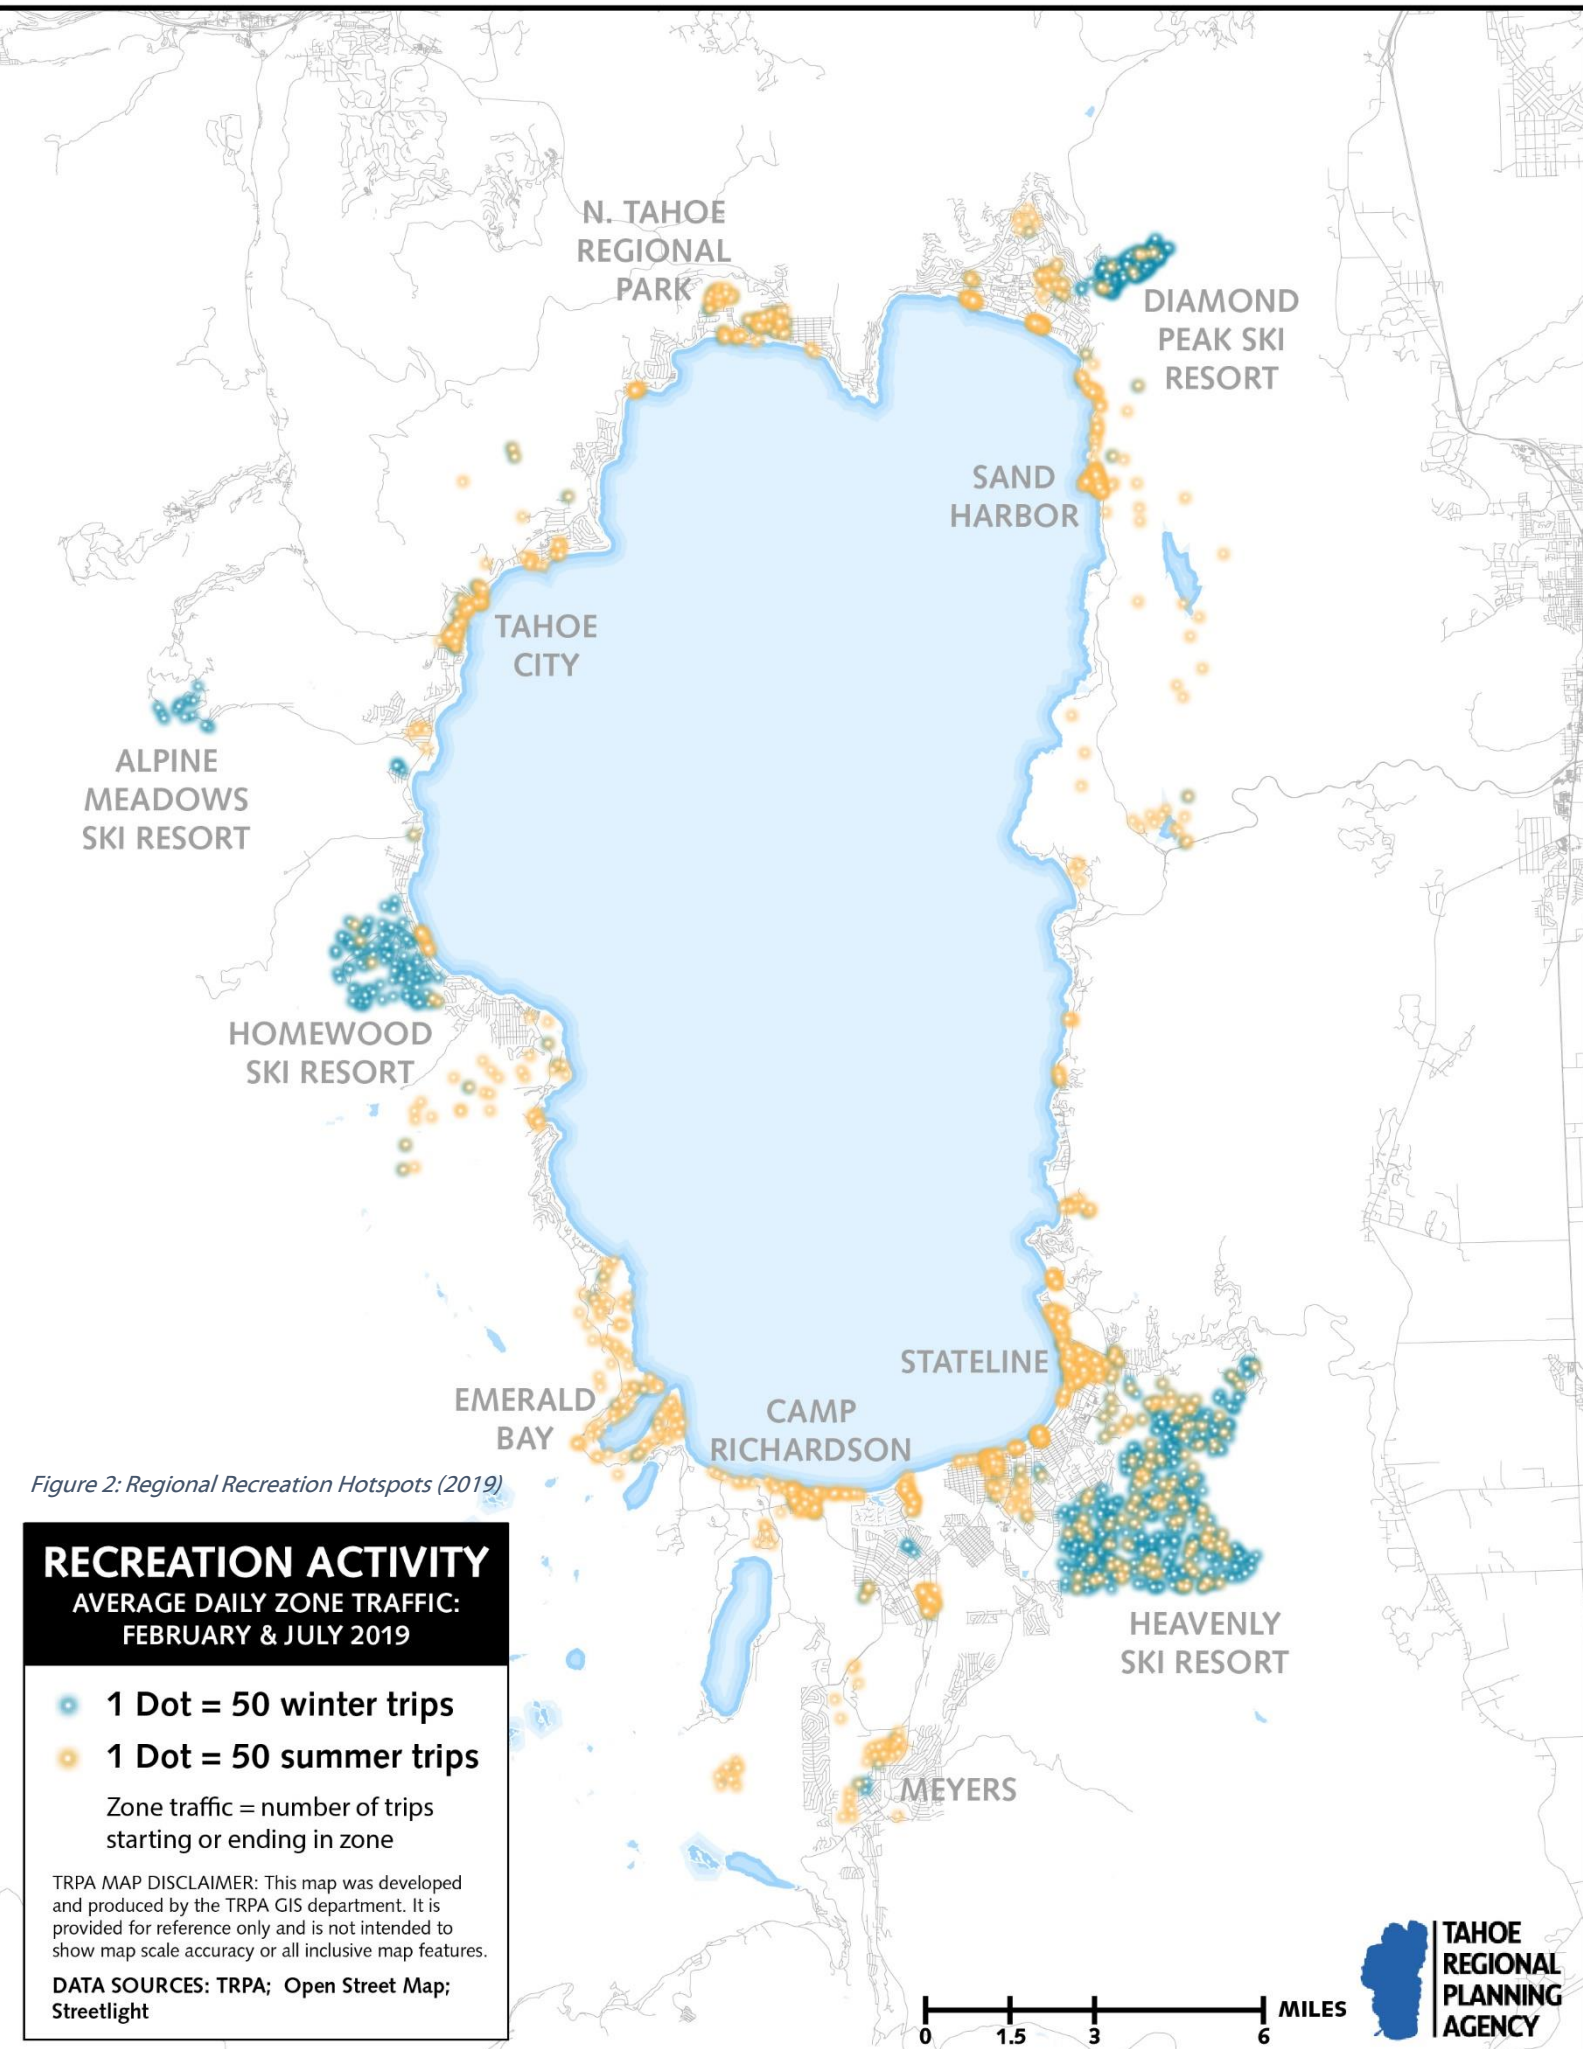 N. TAHOE
REGIONAL
PARK
DIAMOND
PEAK SKI
RESORT
SAND
HARBOR
TAHOE
CITY
ALPINE
MEADOWS
SKI RESORT
HOMEWOOD
SKI RESORT
STATELINE
EMERALD
BAY
CAMP
RICHARDSON
HEAVENLY
SKI RESORT
MEYERS
Figure 2: Regional Recreation Hotspots (2019)
RECREATION ACTIVITY
AVERAGE DAILY ZONE TRAFFIC:
FEBRUARY & JULY 2019
1 Dot = 50 winter trips
1 Dot = 50 summer trips
Zone traffic = number of trips
starting or ending in zone
TRPA MAP DISCLAIMER: This map was developed
and produced by the TRPA GIS department. It is
provided for reference only and is not intended to
show map scale accuracy or all inclusive map features.
DATA SOURCES: TRPA; Open Street Map;
Streetlight
MILES
0 1.5 3 6
TAHOE
REGIONAL
PLANNING
AGENCY